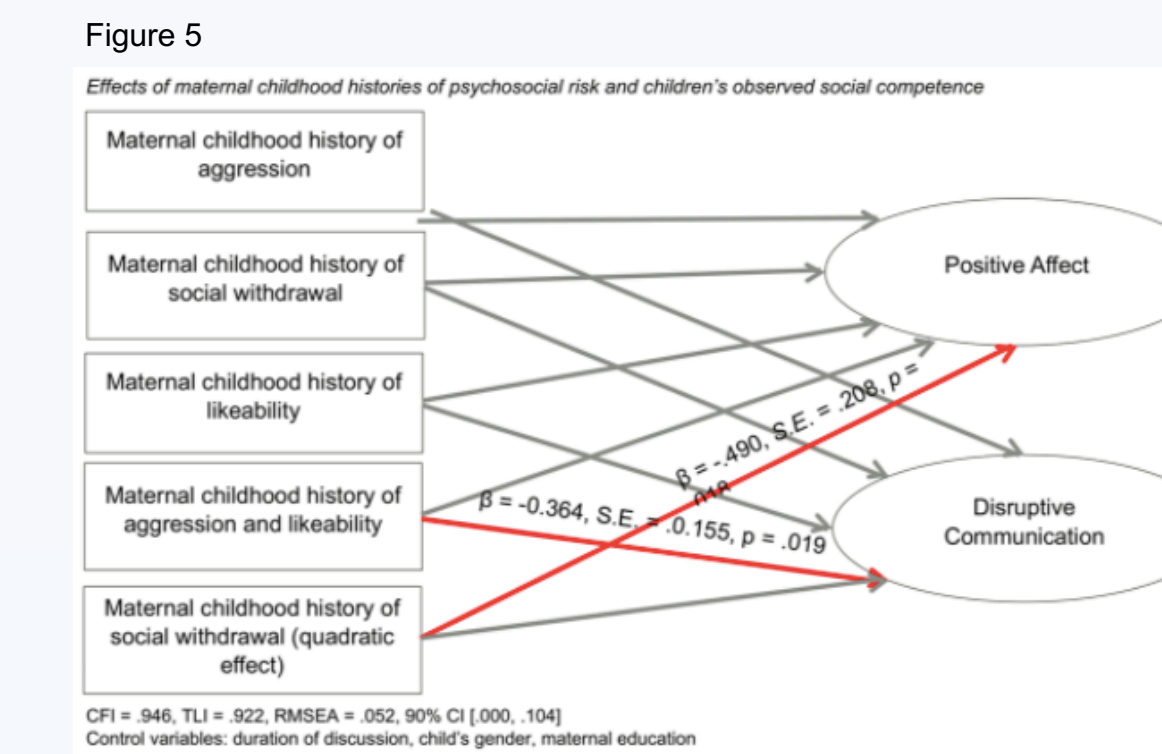 Figure 5
Effects of maternal childhood histories of psychosocial risk and children's observed social competence
Maternal childhood history of
aggression
Maternal childhood history of
social withdrawal
Maternal childhood history of
likeability
Maternal childhood history of
aggression and likeability
Maternal childhood history of
social withdrawal (quadratic
effect)
Positive Affect
β = -.490, S.E. = .208, p =
.018
β = -0.364, S.E. = .0.155, p = .019
Disruptive
Communication
CFI = .946, TLI = .922, RMSEA = .052, 90% CI [.000, .104]
Control variables: duration of discussion, child's gender, maternal education